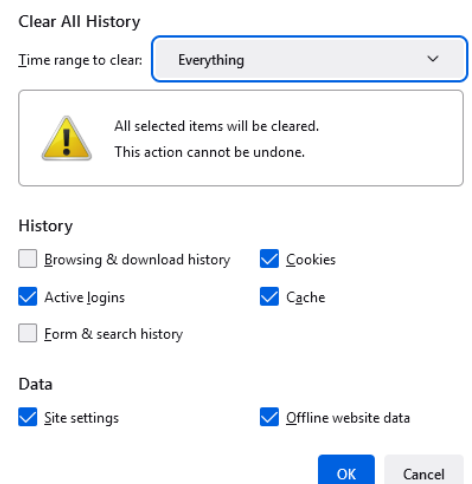 Clear All History
Time range to clear: Everything
All selected items will be cleared.
This action cannot be undone.
History
Browsing & download history Cookies
Active logins Cache
Form & search history
Data
Site settings Offline website data
OK Cancel